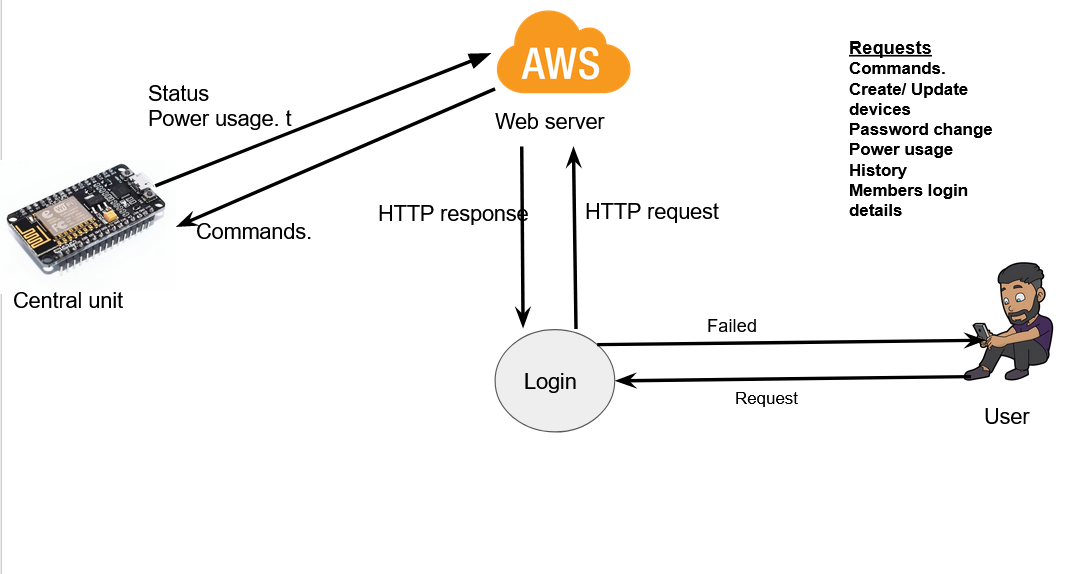 AWS
Web server
Status
Power usage. t
Commands.
Central unit
HTTP response
HTTP request
Login
Failed
Request
User
Requests
Commands.
Create/ Update
devices
Password change
Power usage
History
Members login
details